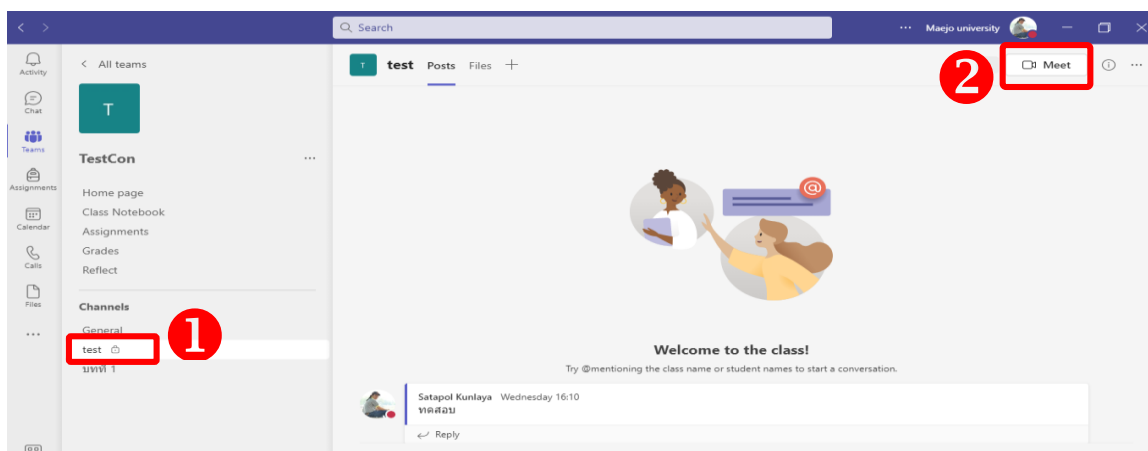 Search
Maejo university
Activity
Chat
Teams
Assignments
Calendar
Calls
Files
All teams
T
TestCon
Home page
Class Notebook
Assignments
Grades
Reflect
Channels
General
test
บทที่ 1
1
T test Posts Files
2
Meet
@
Welcome to the class!
Try @mentioning the class name or student names to start a conversation.
Satapol Kunlaya Wednesday 16:10
ทดสอบ
Reply